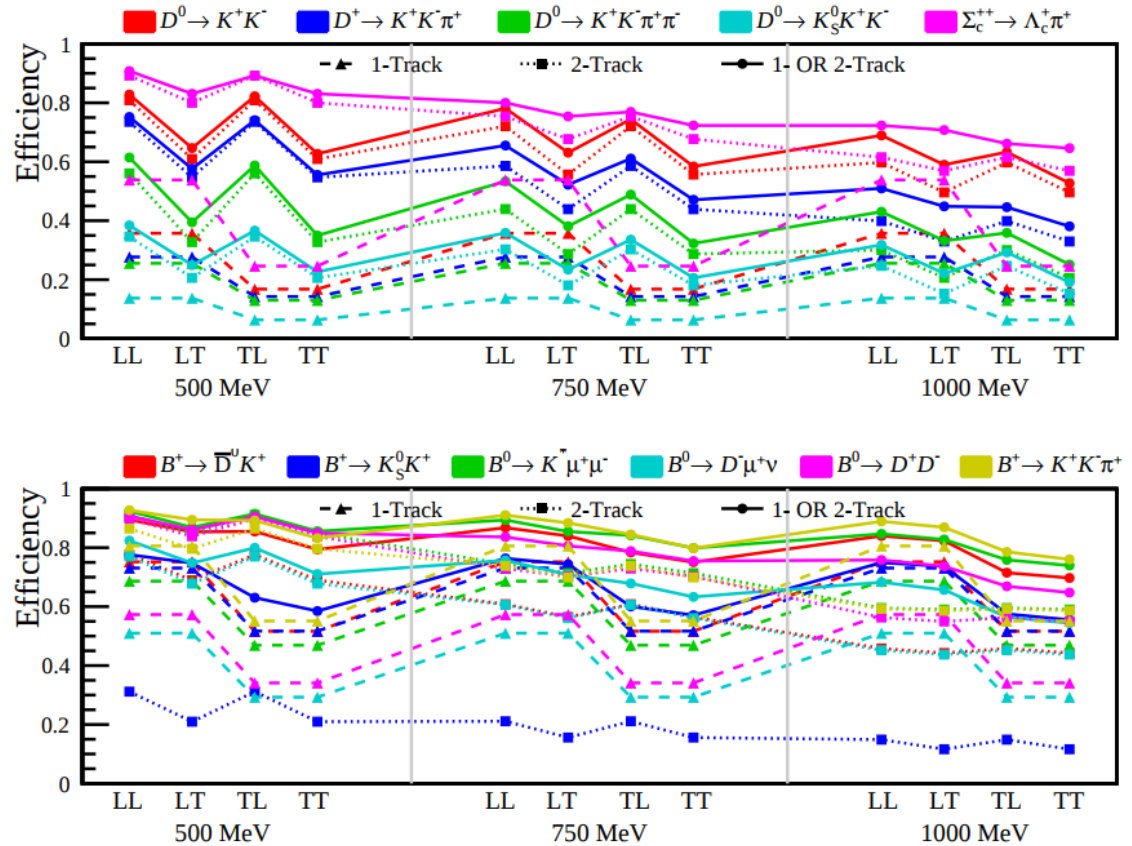 D⁰→ K⁺K⁻ D⁺→ K⁺K⁻π⁺ D⁰→ K⁺K⁻π⁺π⁻ D⁰→ K⁰_S K⁺K⁻ Σ_c⁺⁺→ Λ_c⁺π⁺
1-Track 2-Track 1- OR 2-Track
Efficiency
1
0.8
0.6
0.4
0.2
0
LL LT TL TT LL LT TL TT LL LT TL TT
500 MeV 750 MeV 1000 MeV
B⁺→ D̅⁰K⁺ B⁺→ K⁰_S K⁺ B⁰→ K*μ⁺μ⁻ B⁰→ D⁻μ⁺ν B⁰→ D⁺D⁻ B⁺→ K⁺K⁻π⁺
1-Track 2-Track 1- OR 2-Track
Efficiency
1
0.8
0.6
0.4
0.2
0
LL LT TL TT LL LT TL TT LL LT TL TT
500 MeV 750 MeV 1000 MeV